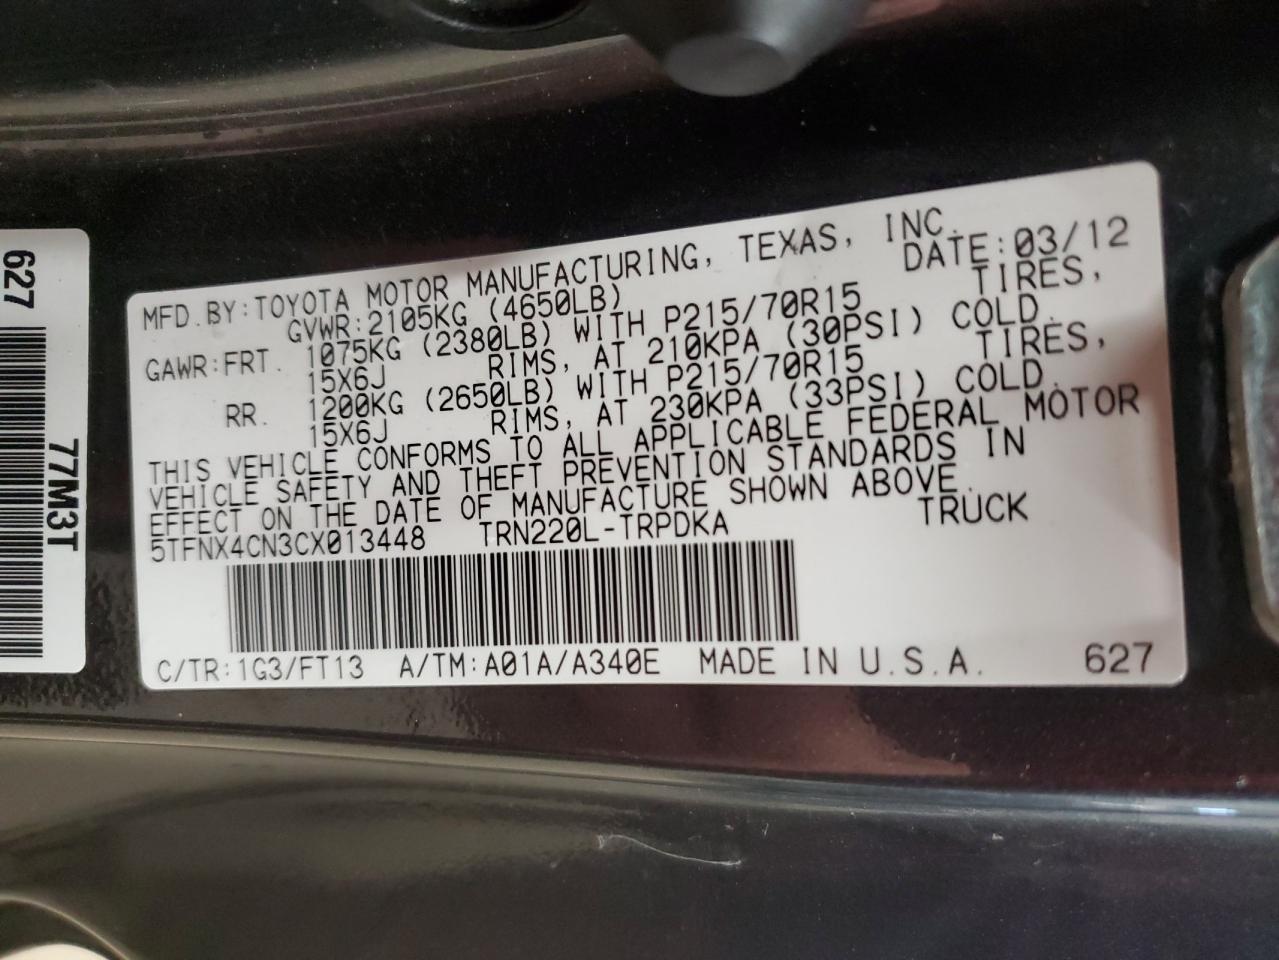 MFD. BY: TOYOTA MOTOR MANUFACTURING, TEXAS, INC.
GVWR: 2105KG (4650LB) DATE: 03/12
GAWR: FRT. 1075KG (2380LB) WITH P215/70R15 TIRES,
15X6J RIMS, AT 210KPA (30PSI) COLD.
RR. 1200KG (2650LB) WITH P215/70R15 TIRES,
15X6J RIMS, AT 230KPA (33PSI) COLD.
THIS VEHICLE CONFORMS TO ALL APPLICABLE FEDERAL MOTOR
VEHICLE SAFETY AND THEFT PREVENTION STANDARDS IN
EFFECT ON THE DATE OF MANUFACTURE SHOWN ABOVE.
5TFNX4CN3CX013448 TRN220L-TRPDKA TRUCK
C/TR: 1G3/FT13 A/TM: A01A/A340E MADE IN U.S.A. 627
627
77M3T